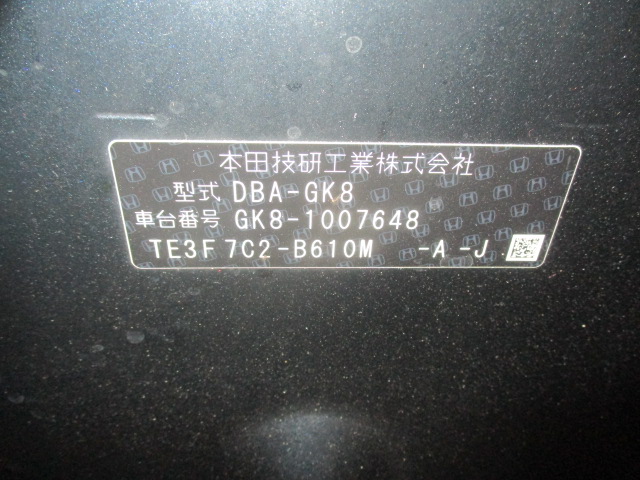 本田技研工業株式会社
型式 DBA-GK8
車台番号 GK8-1007648
TE3F7C2-B610M -A -J